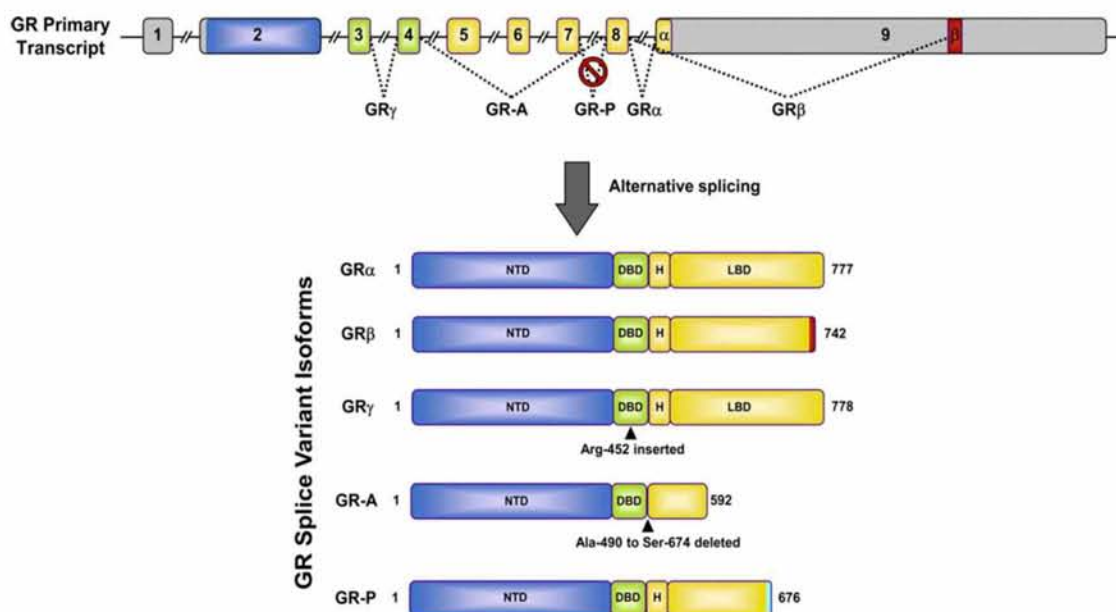 GR Primary
Transcript
1 2 3 4 5 6 7 8 α 9 β
GRγ GR-A GR-P GRα GRβ
Alternative splicing
GR Splice Variant Isoforms
GRα 1 NTD DBD H LBD 777
GRβ 1 NTD DBD H 742
GRγ 1 NTD DBD H LBD 778
Arg-452 inserted
GR-A 1 NTD DBD 592
Ala-490 to Ser-674 deleted
GR-P 1 NTD DBD H 676